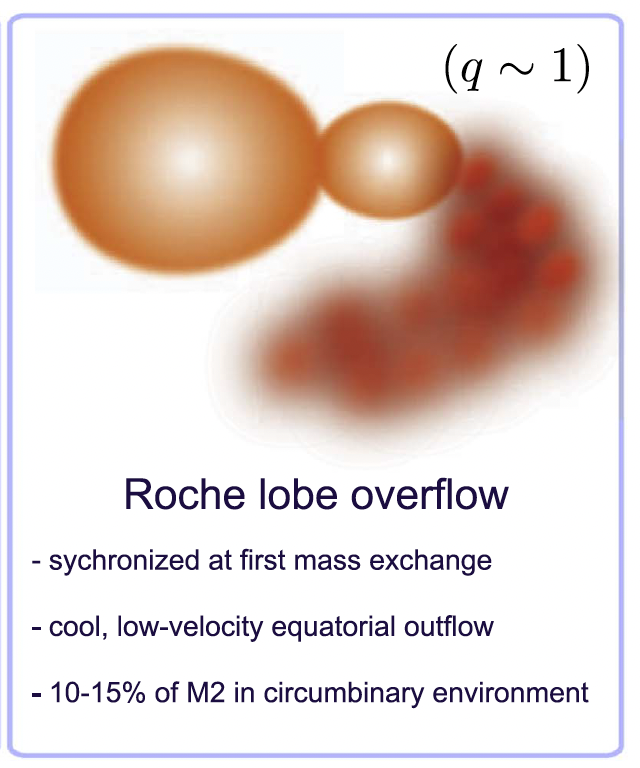 (q ∼ 1)
Roche lobe overflow
- sychronized at first mass exchange
- cool, low-velocity equatorial outflow
- 10-15% of M2 in circumbinary environment